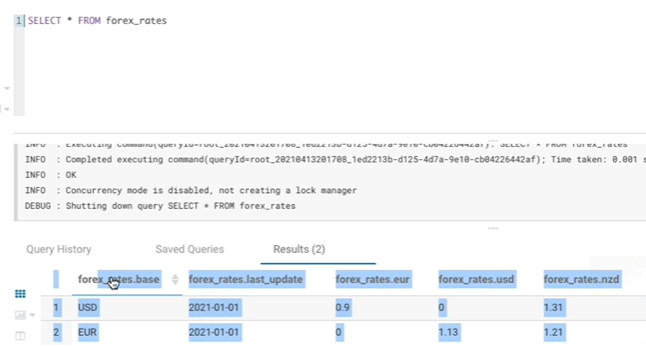 1 SELECT * FROM forex_rates
INFO : Executing command(queryId=root_20210413201708_1ed2213b-d125-4d7a-9e10-cb04226442af): SELECT * FROM forex_rates
INFO : Completed executing command(queryId=root_20210413201708_1ed2213b-d125-4d7a-9e10-cb04226442af); Time taken: 0.001 s
INFO : OK
INFO : Concurrency mode is disabled, not creating a lock manager
DEBUG : Shutting down query SELECT * FROM forex_rates
Query History Saved Queries Results (2)
forex_rates.base forex_rates.last_update forex_rates.eur forex_rates.usd forex_rates.nzd
1 USD 2021-01-01 0.9 0 1.31
2 EUR 2021-01-01 0 1.13 1.21